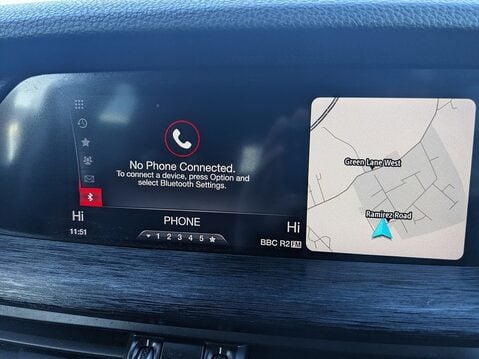 No Phone Connected.
To connect a device, press Option and
select Bluetooth Settings.
Hi
PHONE
Hi
11:51
1 2 3 4 5
BBC R2 FM
Green Lane West
Ramirez Road